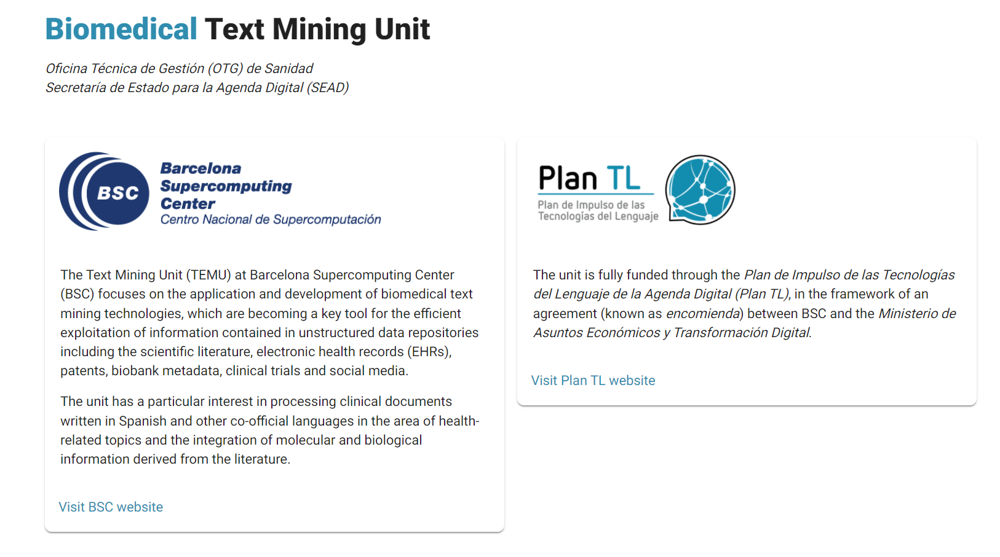 Biomedical Text Mining Unit
Oficina Técnica de Gestión (OTG) de Sanidad
Secretaría de Estado para la Agenda Digital (SEAD)
BSC
Barcelona
Supercomputing
Center
Centro Nacional de Supercomputación
The Text Mining Unit (TEMU) at Barcelona Supercomputing Center
(BSC) focuses on the application and development of biomedical text
mining technologies, which are becoming a key tool for the efficient
exploitation of information contained in unstructured data repositories
including the scientific literature, electronic health records (EHRs),
patents, biobank metadata, clinical trials and social media.
The unit has a particular interest in processing clinical documents
written in Spanish and other co-official languages in the area of health-
related topics and the integration of molecular and biological
information derived from the literature.
Visit BSC website
Plan TL
Plan de Impulso de las
Tecnologías del Lenguaje
The unit is fully funded through the Plan de Impulso de las Tecnologías
del Lenguaje de la Agenda Digital (Plan TL), in the framework of an
agreement (known as encomienda) between BSC and the Ministerio de
Asuntos Económicos y Transformación Digital.
Visit Plan TL website